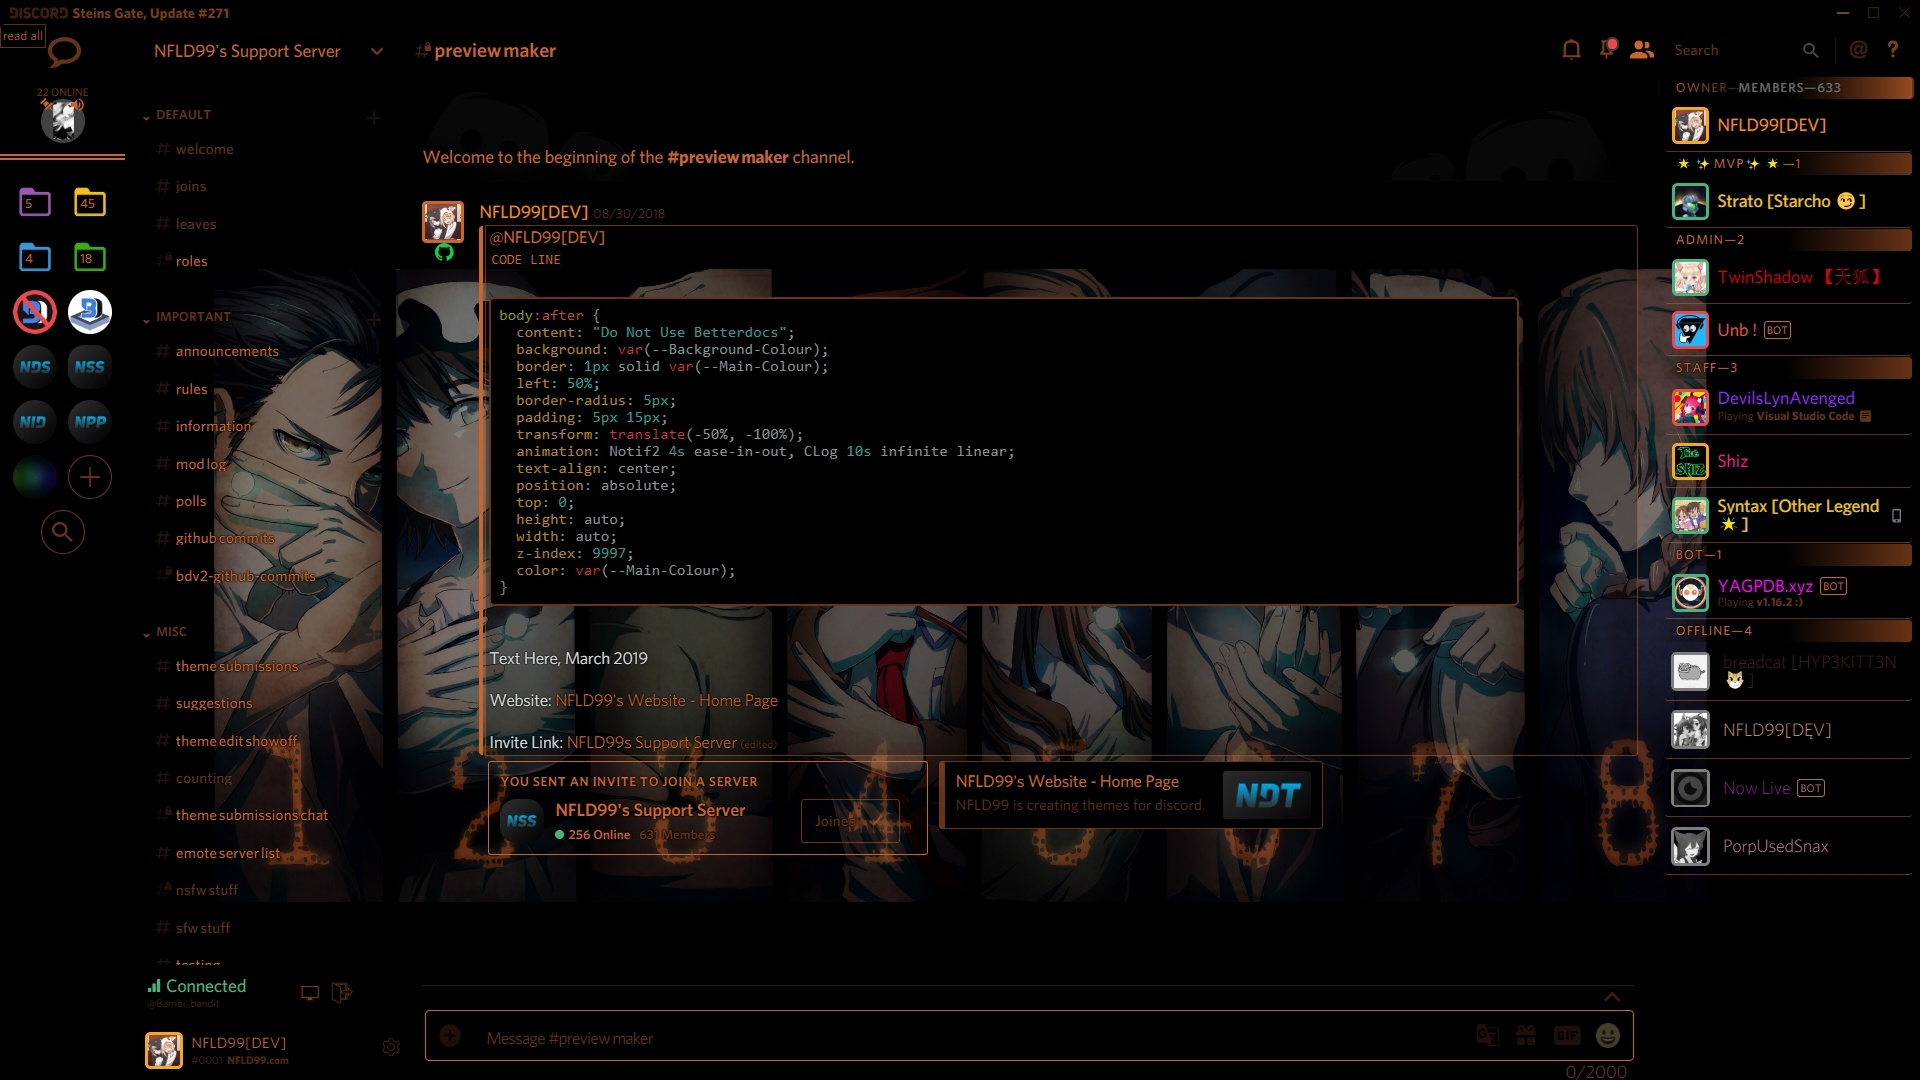 DISCORD Steins Gate, Update #271
read all
22 ONLINE
5
45
4
18
NDS
NSS
NID
NPP
NFLD99's Support Server
DEFAULT
welcome
joins
leaves
roles
IMPORTANT
announcements
rules
information
mod log
polls
github commits
bdv2-github-commits
MISC
theme submissions
suggestions
theme edit showoff
counting
theme submissions chat
emote server list
nsfw stuff
sfw stuff
testing
Connected
@Bambi_bandit
NFLD99[DEV]
#0001 NFLD99.com
#preview maker
Search
@
?
Welcome to the beginning of the #preview maker channel.
NFLD99[DEV] 08/30/2018
@NFLD99[DEV]
CODE LINE
body:after {
content: "Do Not Use Betterdocs";
background: var(--Background-Colour);
border: 1px solid var(--Main-Colour);
left: 50%;
border-radius: 5px;
padding: 5px 15px;
transform: translate(-50%, -100%);
animation: Notif2 4s ease-in-out, CLog 10s infinite linear;
text-align: center;
position: absolute;
top: 0;
height: auto;
width: auto;
z-index: 9997;
color: var(--Main-Colour);
}
Text Here, March 2019
Website: NFLD99's Website - Home Page
Invite Link: NFLD99s Support Server (edited)
YOU SENT AN INVITE TO JOIN A SERVER
NSS
NFLD99's Support Server
256 Online 631 Members
Joined
NFLD99's Website - Home Page
NFLD99 is creating themes for discord.
NDT
1 2 7 8
Message #preview maker
GIF
0/2000
OWNER—MEMBERS—633
NFLD99[DEV]
MVP —1
Strato [Starcho 😏]
ADMIN—2
TwinShadow 【天狐】
Unb ! BOT
STAFF—3
DevilsLynAvenged
Playing Visual Studio Code
The SHIZ
Shiz
Syntax [Other Legend
🌟 ]
BOT—1
YAGPDB.xyz BOT
Playing v1.16.2 :)
OFFLINE—4
breadcat [HYP3KITT3N
🐱 ]
NFLD99[DẸV]
Now Live BOT
PorpUsedSnax